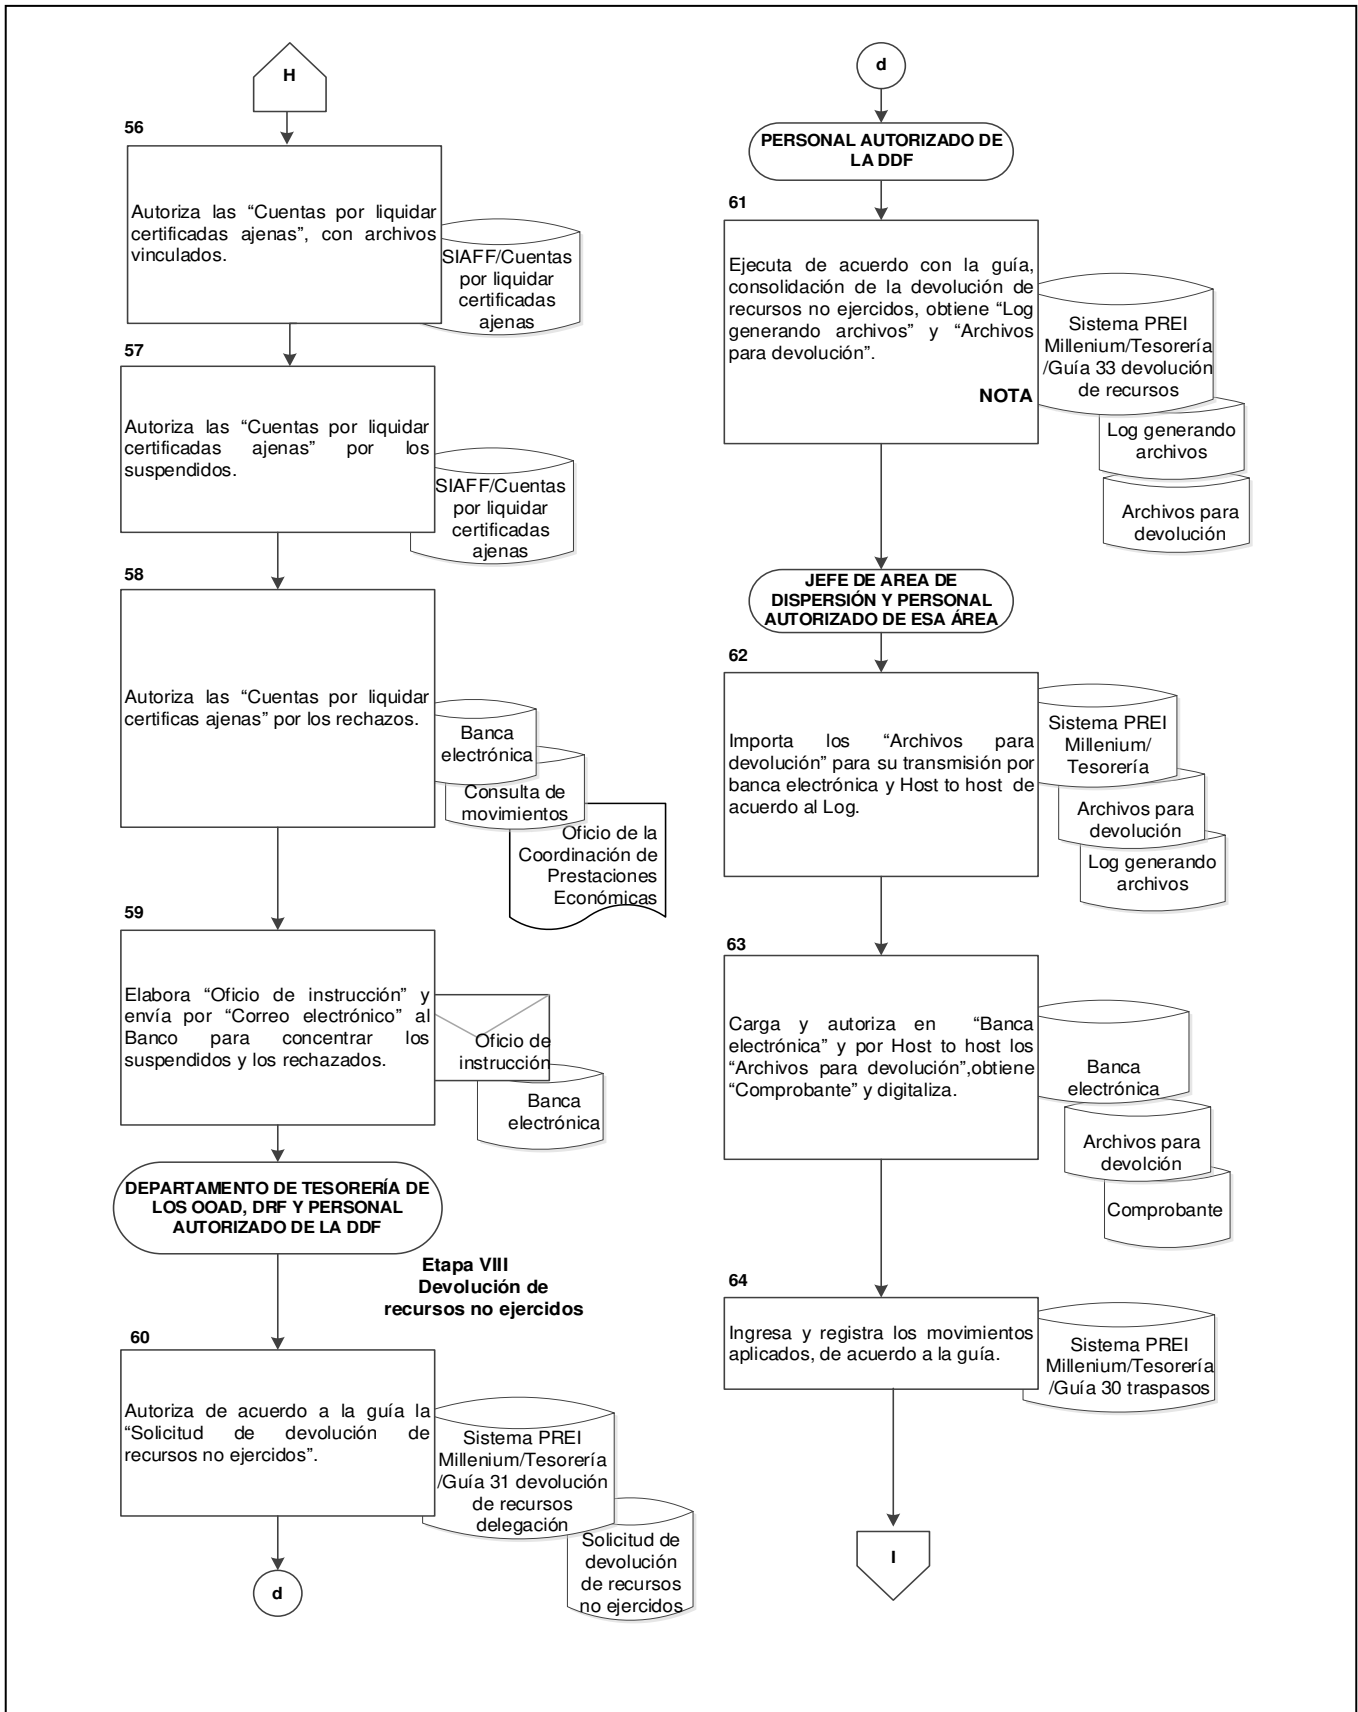 H
56
Autoriza las “Cuentas por liquidar
certificadas ajenas”, con archivos
vinculados.
SIAFF/Cuentas
por liquidar
certificadas
ajenas
57
Autoriza las “Cuentas por liquidar
certificadas ajenas” por los
suspendidos.
SIAFF/Cuentas
por liquidar
certificadas
ajenas
58
Autoriza las “Cuentas por liquidar
certificas ajenas” por los rechazos.
Banca
electrónica
Consulta de
movimientos
Oficio de la
Coordinación de
Prestaciones
Económicas
59
Elabora “Oficio de instrucción” y
envía por “Correo electrónico” al
Banco para concentrar los
suspendidos y los rechazados.
Oficio de
instrucción
Banca
electrónica
DEPARTAMENTO DE TESORERÍA DE
LOS OOAD, DRF Y PERSONAL
AUTORIZADO DE LA DDF
Etapa VIII
Devolución de
recursos no ejercidos
60
Autoriza de acuerdo a la guía la
“Solicitud de devolución de
recursos no ejercidos”.
Sistema PREI
Millenium/Tesorería
/Guía 31 devolución
de recursos
delegación
Solicitud de
devolución
de recursos
no ejercidos
d
d
PERSONAL AUTORIZADO DE
LA DDF
61
Ejecuta de acuerdo con la guía,
consolidación de la devolución de
recursos no ejercidos, obtiene “Log
generando archivos” y “Archivos
para devolución”.
NOTA
Sistema PREI
Millenium/Tesorería
/Guía 33 devolución
de recursos
Log generando
archivos
Archivos para
devolución
JEFE DE AREA DE
DISPERSIÓN Y PERSONAL
AUTORIZADO DE ESA ÁREA
62
Importa los “Archivos para
devolución” para su transmisión por
banca electrónica y Host to host de
acuerdo al Log.
Sistema PREI
Millenium/
Tesorería
Archivos para
devolución
Log generando
archivos
63
Carga y autoriza en “Banca
electrónica” y por Host to host los
“Archivos para devolución”,obtiene
“Comprobante” y digitaliza.
Banca
electrónica
Archivos para
devolción
Comprobante
64
Ingresa y registra los movimientos
aplicados, de acuerdo a la guía.
Sistema PREI
Millenium/Tesorería
/Guía 30 traspasos
I